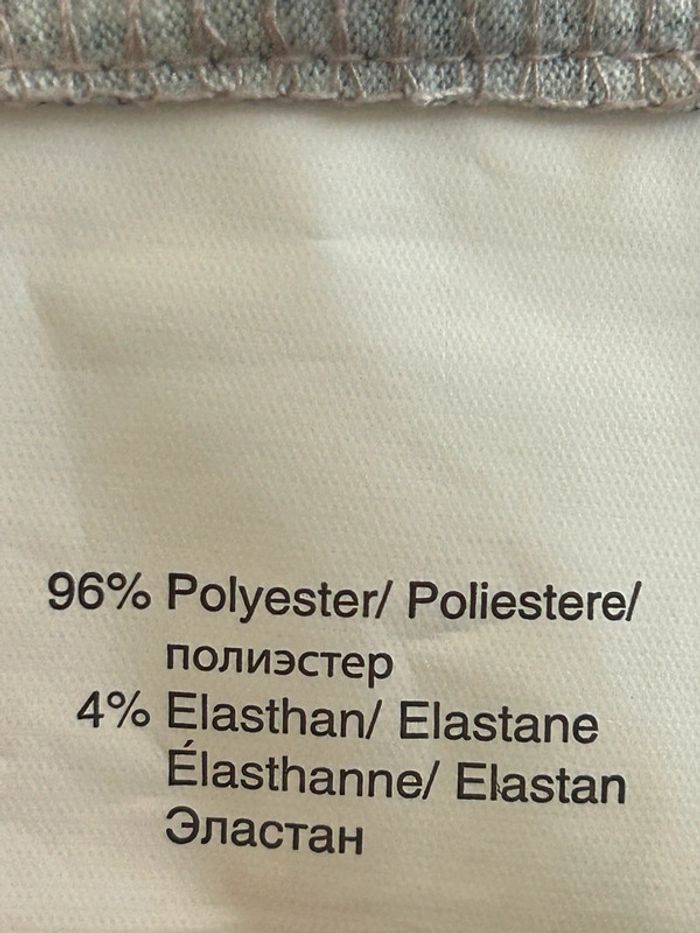 96% Polyester/ Poliestere/
полиэстер
4% Elasthan/ Elastane
Élasthanne/ Elastan
Эластан